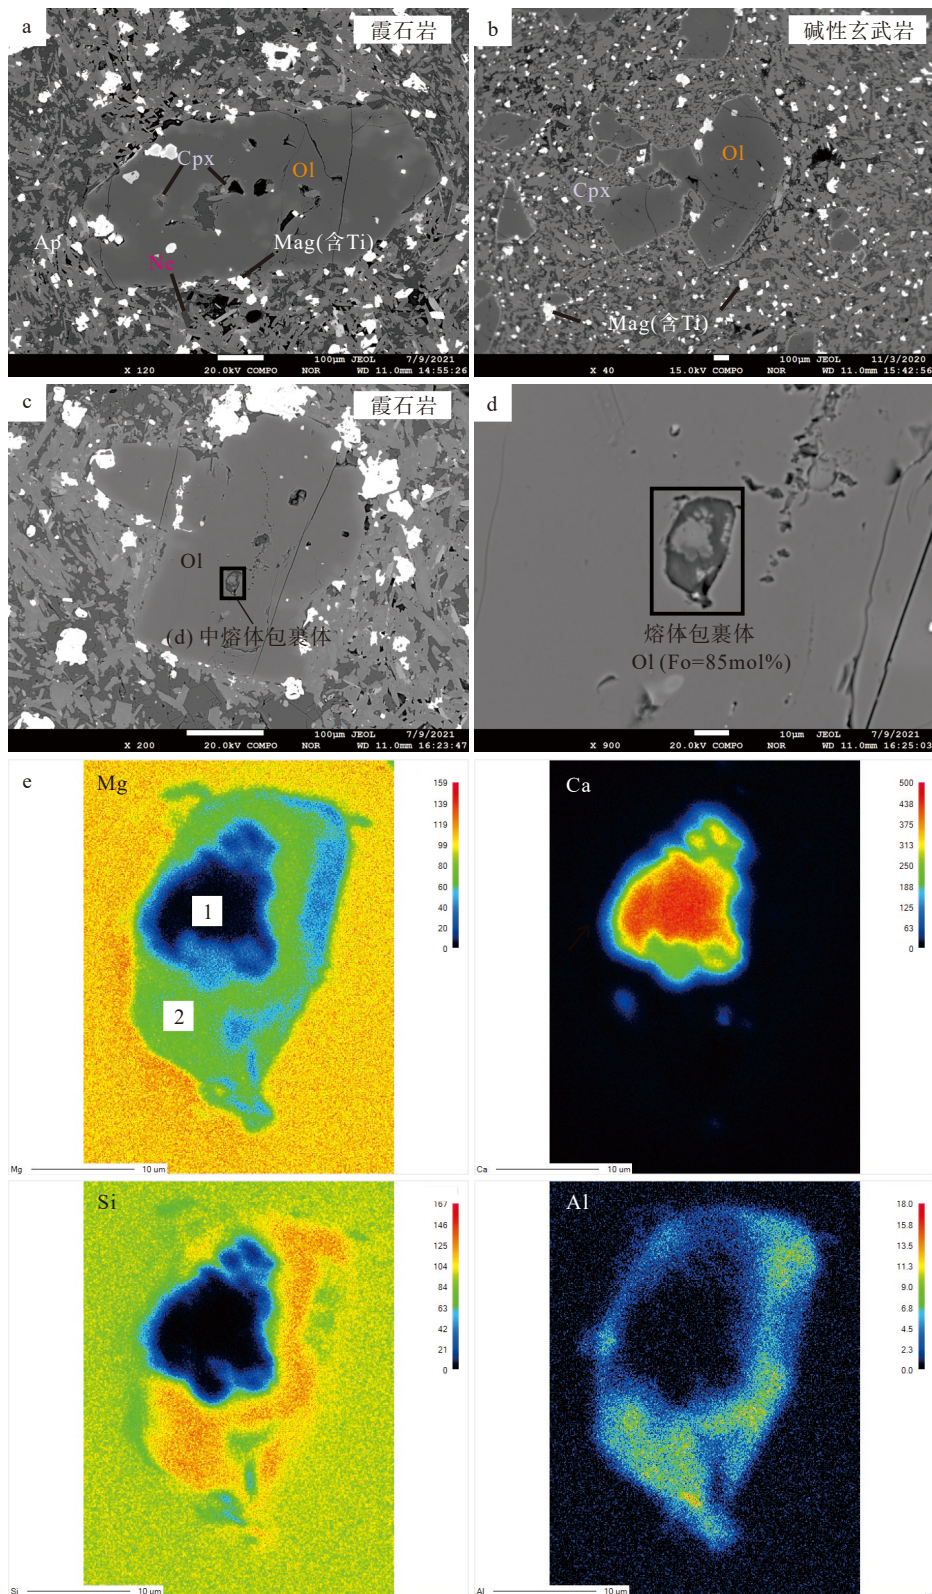 a
霞石岩
Cpx
Ol
Ap
Ne
Mag(含Ti)
100μm JEOL 7/9/2021
X 120 20.0kV COMPO NOR WD 11.0mm 14:55:26
b
碱性玄武岩
Ol
Cpx
Mag(含Ti)
100μm JEOL 11/3/2020
X 40 15.0kV COMPO NOR WD 11.0mm 15:42:56
c
霞石岩
Ol
(d) 中熔体包裹体
100μm JEOL 7/9/2021
X 200 20.0kV COMPO NOR WD 11.0mm 16:23:47
d
熔体包裹体
Ol (Fo=85mol%)
10μm JEOL 7/9/2021
X 900 20.0kV COMPO NOR WD 11.0mm 16:25:03
e
Mg
1
2
159
139
119
99
80
60
40
20
0
Mg 10 um
Ca
500
438
375
313
250
188
125
63
0
Ca 10 um
Si
167
146
125
104
84
63
42
21
0
Si 10 um
Al
18.0
15.8
13.5
11.3
9.0
6.8
4.5
2.3
0.0
Al 10 um